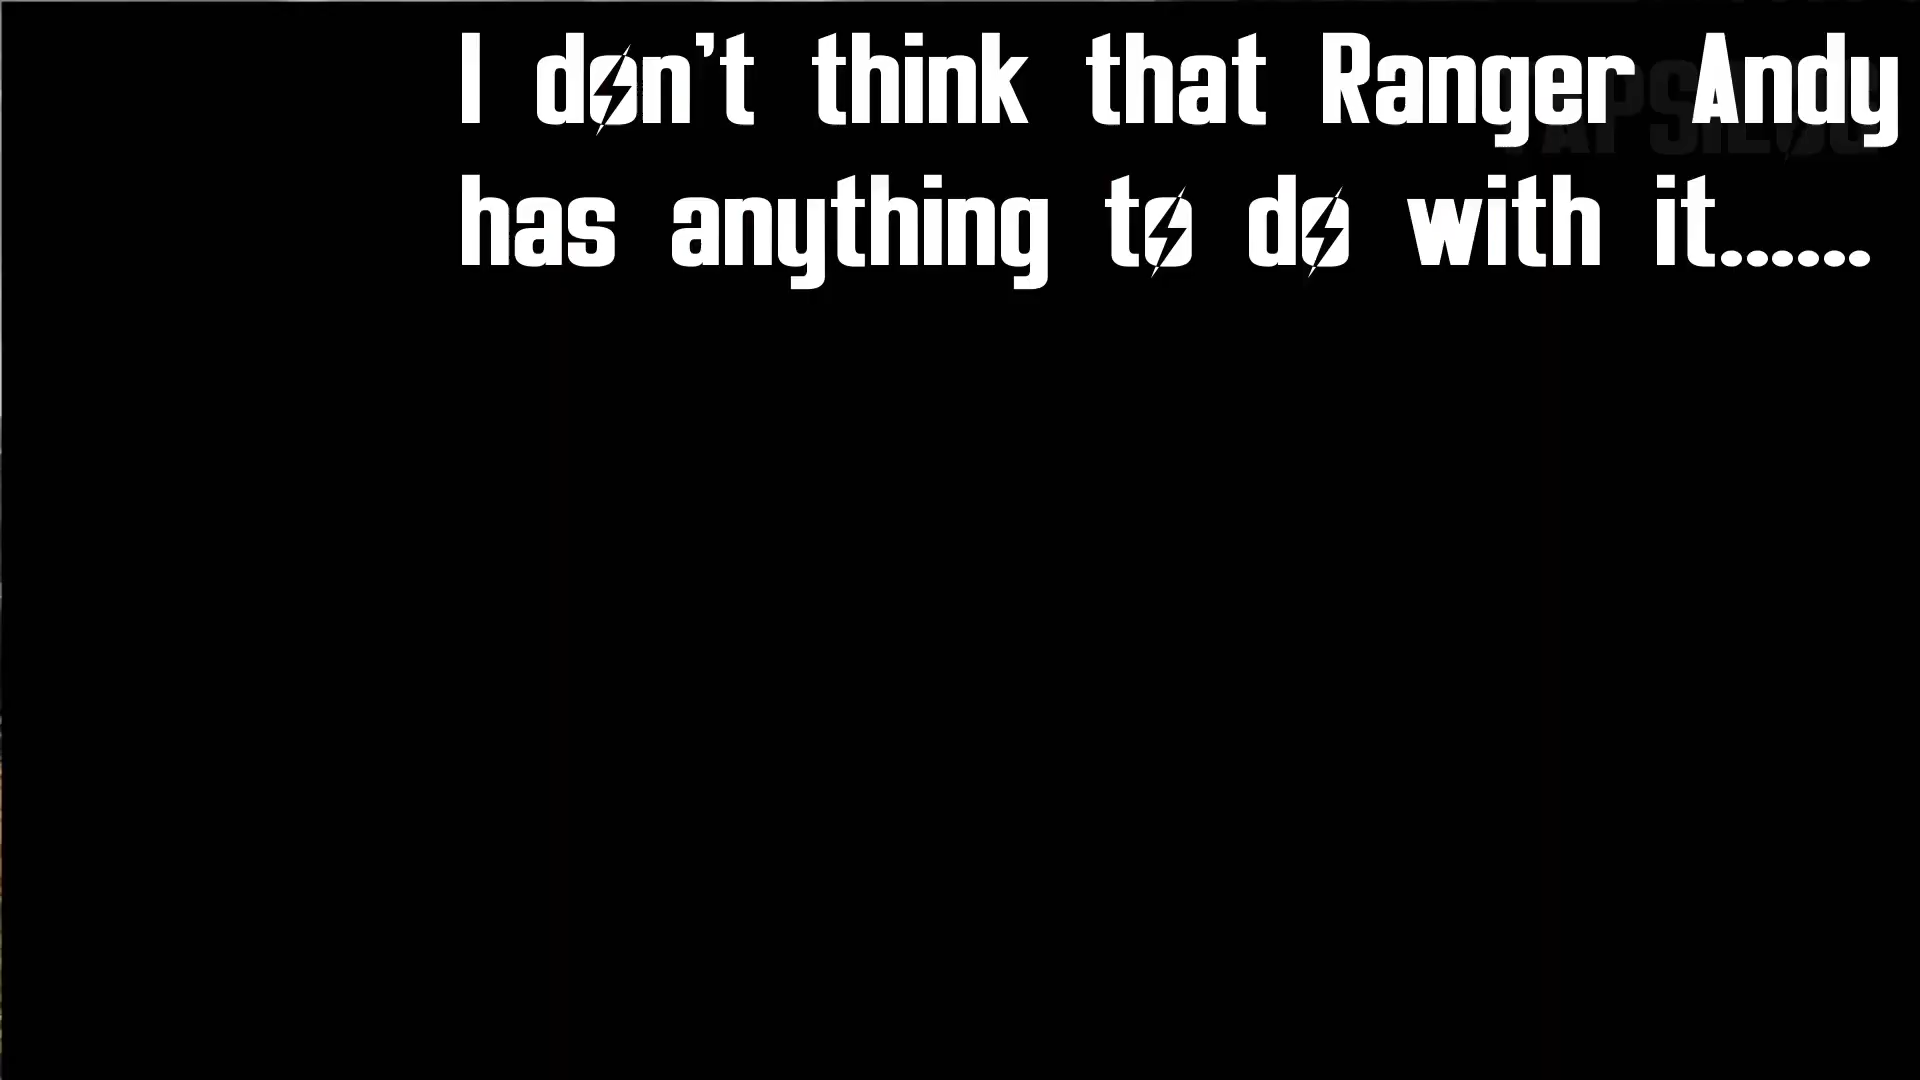 I don't think that Ranger Andy
has anything to do with it......